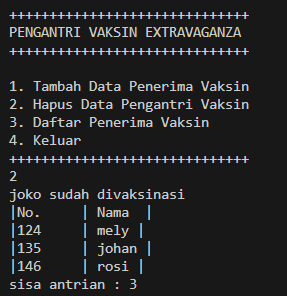 ++++++++++++++++++++++++++++++
PENGANTRI VAKSIN EXTRAVAGANZA
++++++++++++++++++++++++++++++
1. Tambah Data Penerima Vaksin
2. Hapus Data Pengantri Vaksin
3. Daftar Penerima Vaksin
4. Keluar
++++++++++++++++++++++++++++++
2
joko sudah divaksinasi
|No.     | Nama  |
|124     | mely |
|135     | johan |
|146     | rosi |
sisa antrian : 3